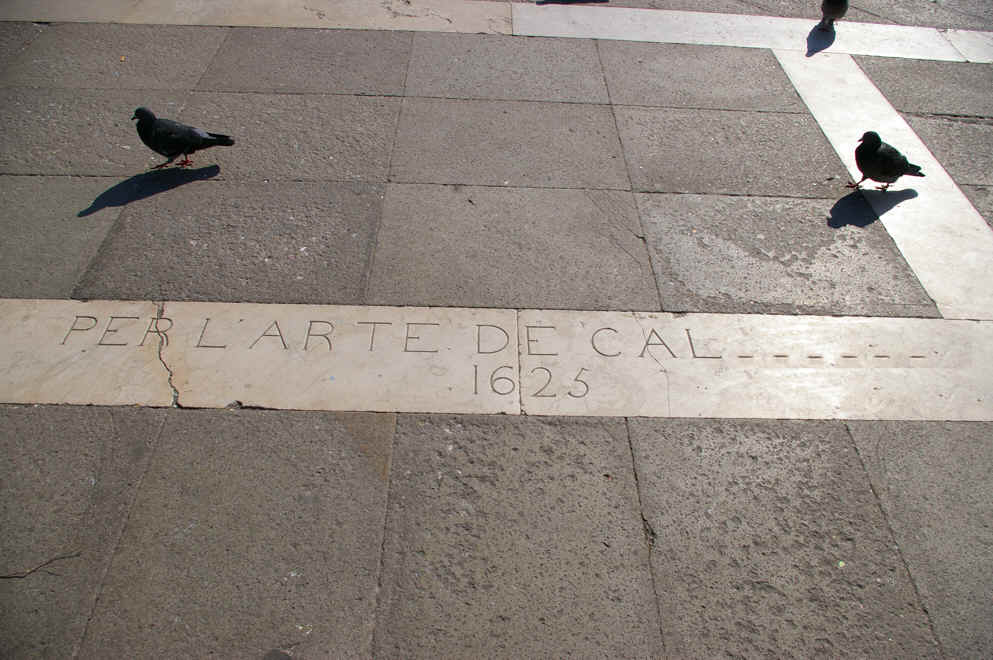 PER L'ARTE DE CAL _ _ _ _ _ _
1625